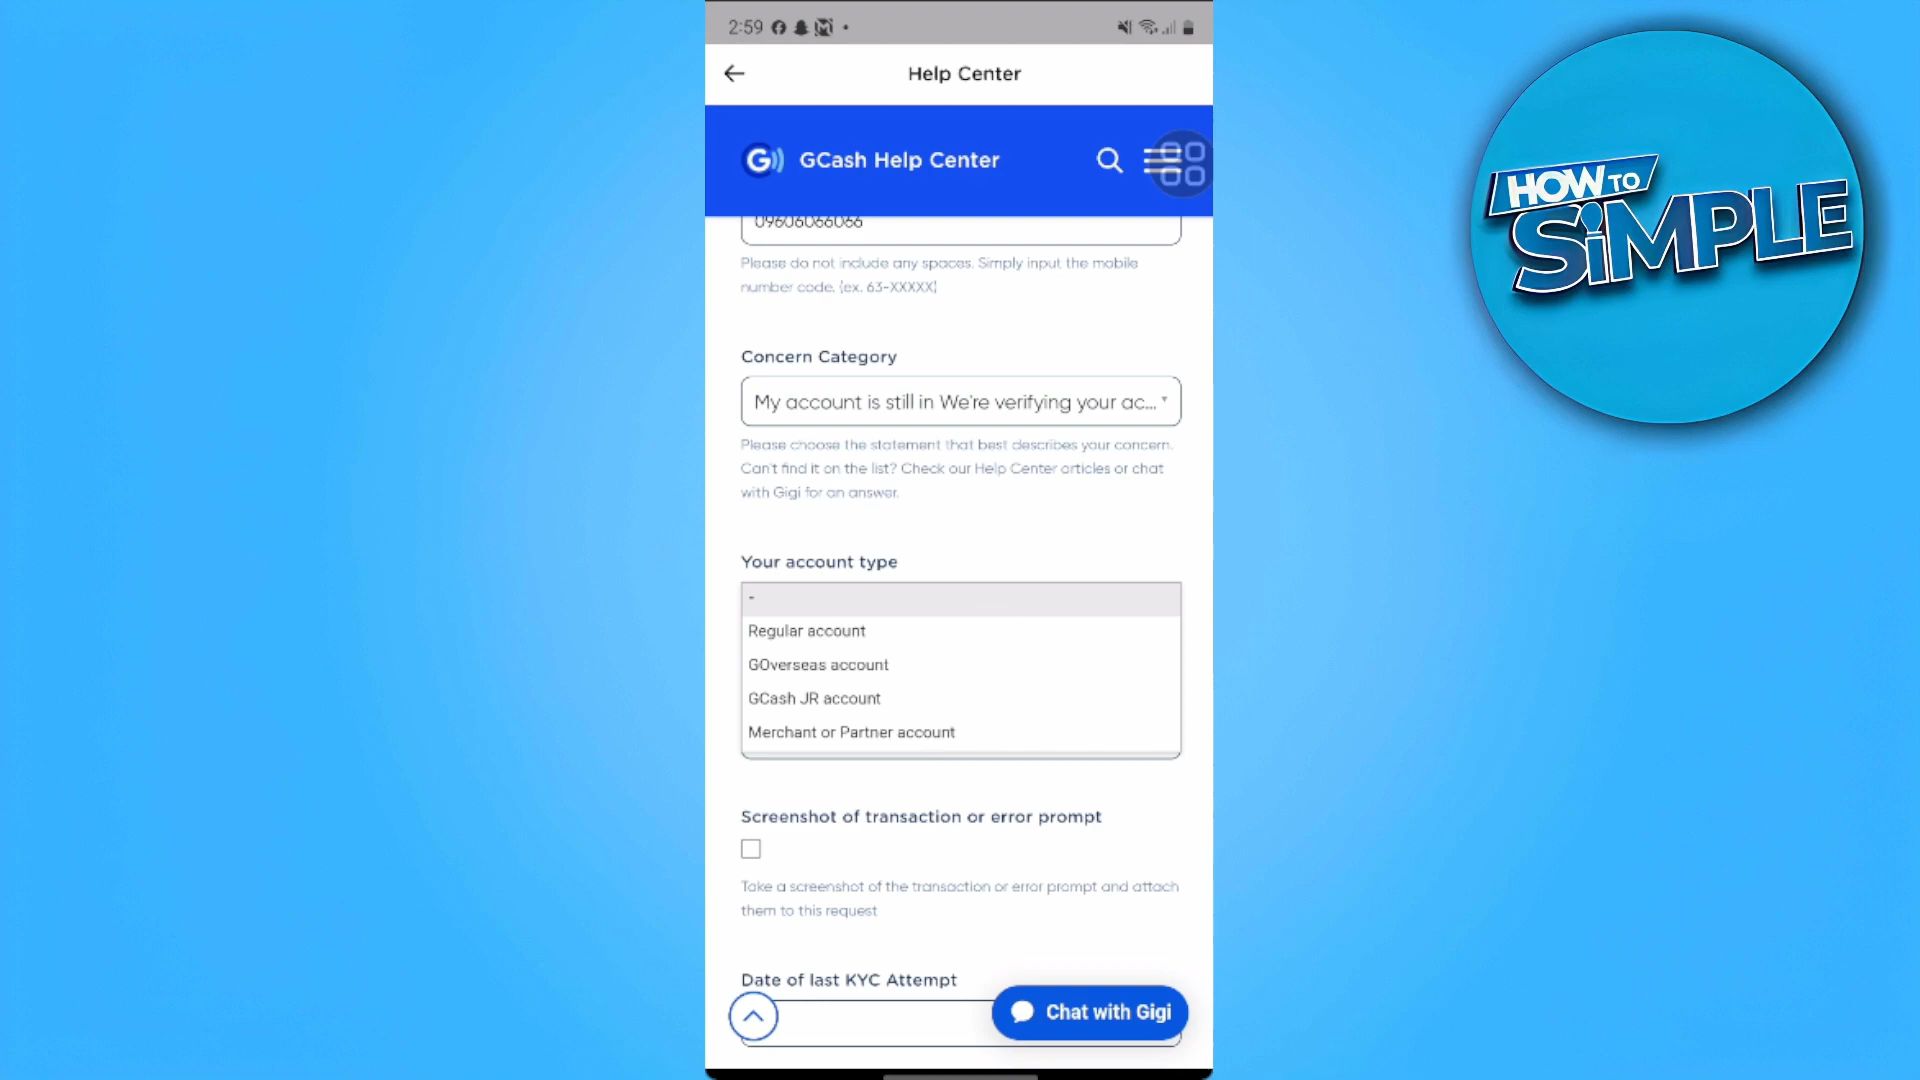 2:59
Help Center
GCash Help Center
09606066066
Please do not include any spaces. Simply input the mobile
number code. (ex. 63-XXXXX)
Concern Category
My account is still in We're verifying your ac...
Please choose the statement that best describes your concern.
Can't find it on the list? Check our Help Center articles or chat
with Gigi for an answer.
Your account type
-
Regular account
GOverseas account
GCash JR account
Merchant or Partner account
Screenshot of transaction or error prompt
Take a screenshot of the transaction or error prompt and attach
them to this request
Date of last KYC Attempt
Chat with Gigi
HOW TO
SiMPLE